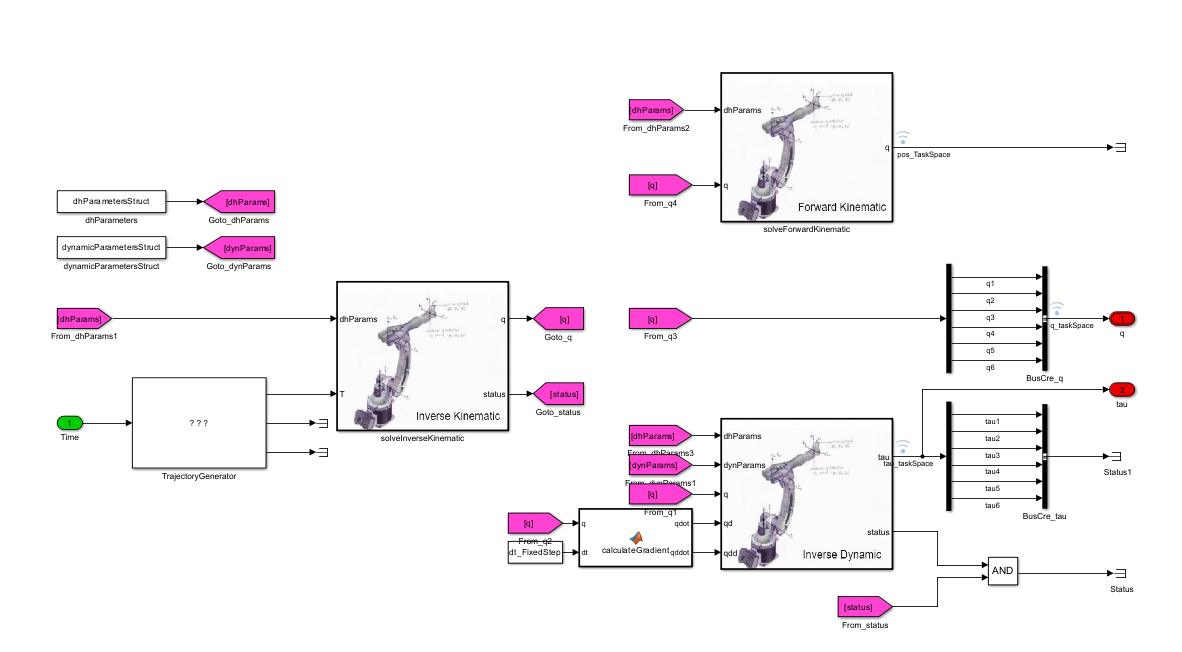 [dhParams]
From_dhParams2
[q]
From_q4
dhParams
q
q
Forward Kinematic
solveForwardKinematic
pos_TaskSpace
dhParametersStruct
dhParameters
[dhParams]
Goto_dhParams
dynamicParametersStruct
dynamicParametersStruct
[dynParams]
Goto_dynParams
[dhParams]
From_dhParams1
1
Time
? ? ?
TrajectoryGenerator
dhParams
T
q
status
Inverse Kinematic
solveInverseKinematic
[q]
Goto_q
[status]
Goto_status
[q]
From_q3
q1
q2
q3
q4
q5
q6
BusCre_q
q_taskSpace
1
q
2
tau
[dhParams]
From_dhParams3
[dynParams]
From_dynParams1
[q]
From_q1
[q]
From_q2
dt_FixedStep
q
dt
calculateGradient
qdot
qddot
dhParams
dynParams
q
qd
qdd
tau
status
Inverse Dynamic
tau_taskSpace
tau1
tau2
tau3
tau4
tau5
tau6
BusCre_tau
Status1
AND
Status
[status]
From_status